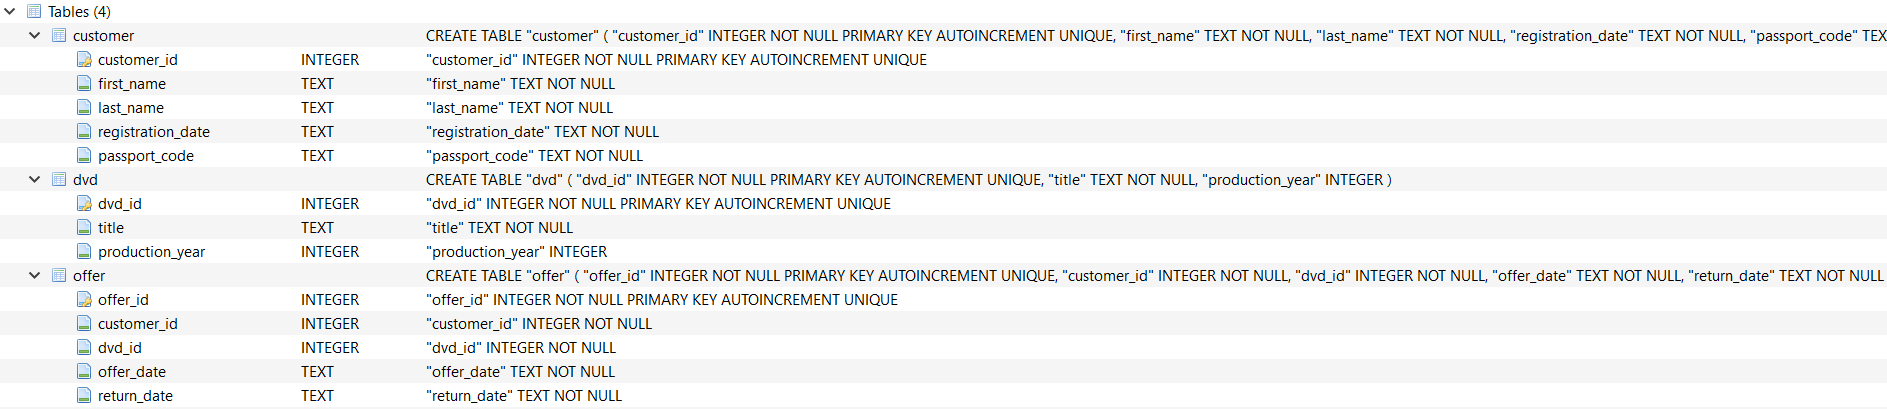 Tables (4)
customer CREATE TABLE "customer" ( "customer_id" INTEGER NOT NULL PRIMARY KEY AUTOINCREMENT UNIQUE, "first_name" TEXT NOT NULL, "last_name" TEXT NOT NULL, "registration_date" TEXT NOT NULL, "passport_code" TEX
customer_id INTEGER "customer_id" INTEGER NOT NULL PRIMARY KEY AUTOINCREMENT UNIQUE
first_name TEXT "first_name" TEXT NOT NULL
last_name TEXT "last_name" TEXT NOT NULL
registration_date TEXT "registration_date" TEXT NOT NULL
passport_code TEXT "passport_code" TEXT NOT NULL
dvd CREATE TABLE "dvd" ( "dvd_id" INTEGER NOT NULL PRIMARY KEY AUTOINCREMENT UNIQUE, "title" TEXT NOT NULL, "production_year" INTEGER )
dvd_id INTEGER "dvd_id" INTEGER NOT NULL PRIMARY KEY AUTOINCREMENT UNIQUE
title TEXT "title" TEXT NOT NULL
production_year INTEGER "production_year" INTEGER
offer CREATE TABLE "offer" ( "offer_id" INTEGER NOT NULL PRIMARY KEY AUTOINCREMENT UNIQUE, "customer_id" INTEGER NOT NULL, "dvd_id" INTEGER NOT NULL, "offer_date" TEXT NOT NULL, "return_date" TEXT NOT NULL
offer_id INTEGER "offer_id" INTEGER NOT NULL PRIMARY KEY AUTOINCREMENT UNIQUE
customer_id INTEGER "customer_id" INTEGER NOT NULL
dvd_id INTEGER "dvd_id" INTEGER NOT NULL
offer_date TEXT "offer_date" TEXT NOT NULL
return_date TEXT "return_date" TEXT NOT NULL